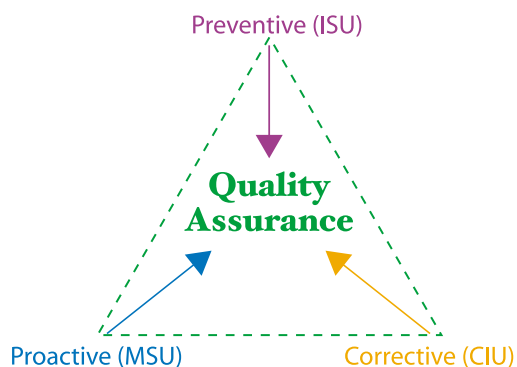 Preventive (ISU)
Quality
Assurance
Proactive (MSU)
Corrective (CIU)